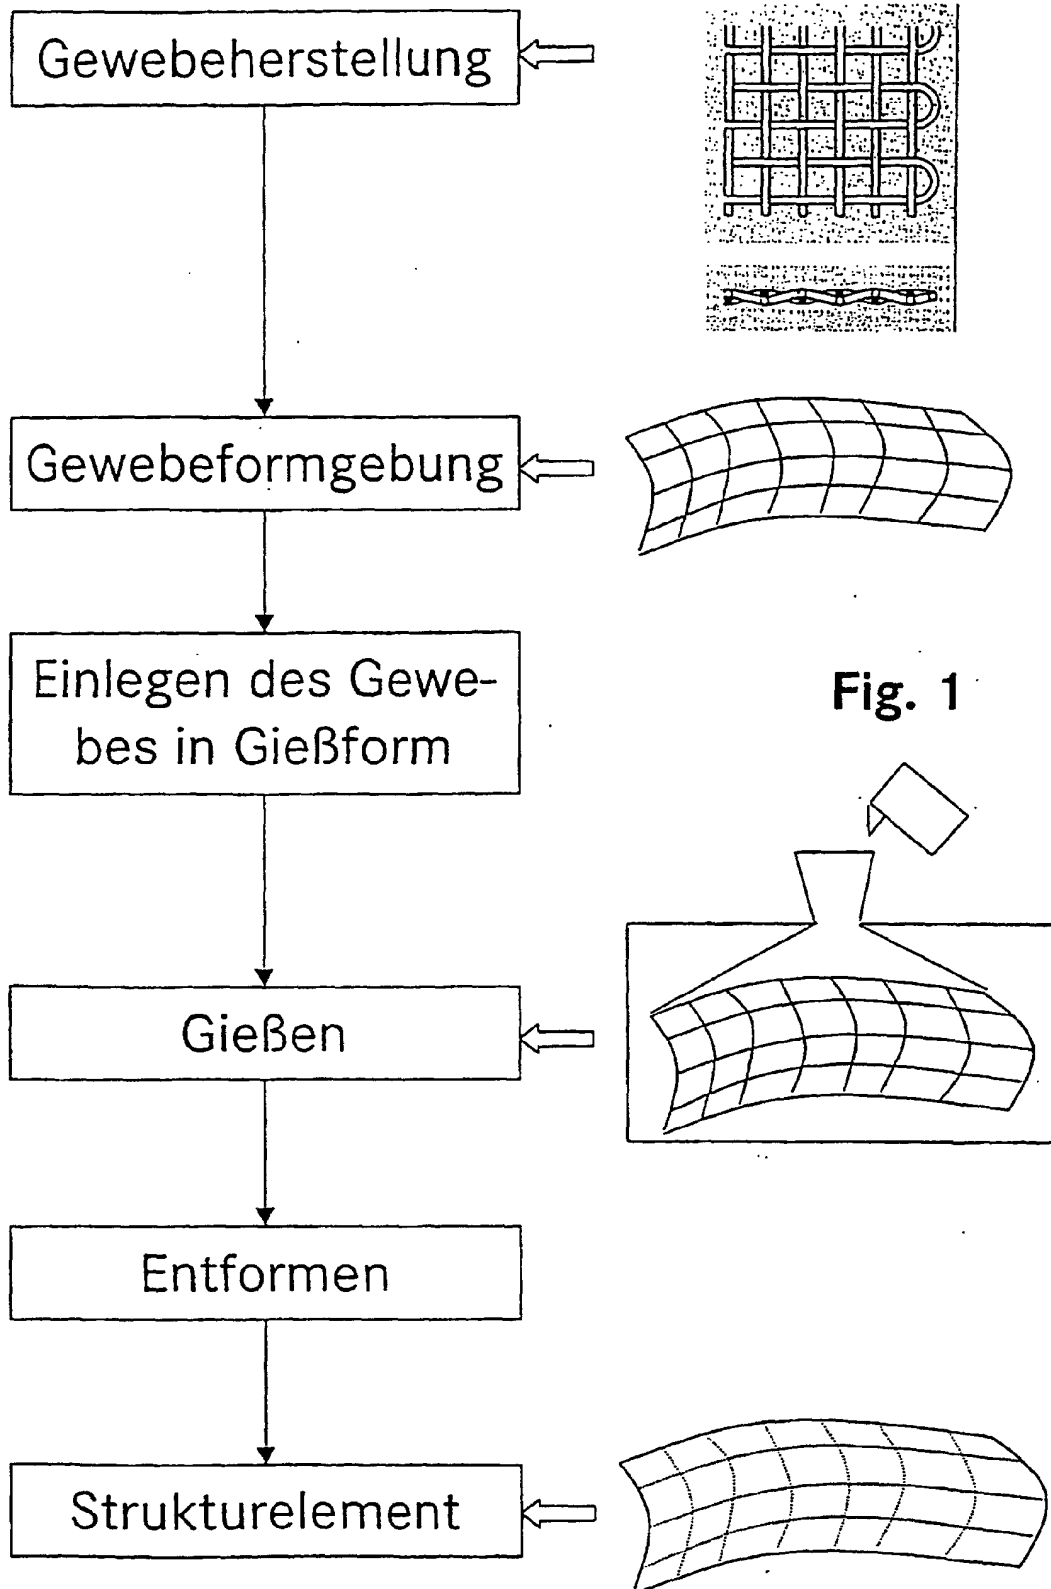 Gewebeherstellung
Gewebeformgebung
Einlegen des Gewe-
bes in Gießform
Fig. 1
Gießen
Entformen
Strukturelement